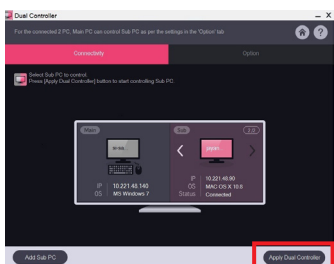 Dual Controller
For the connected 2 PC, Main PC can control Sub PC as per the settings in the 'Option' tab
Connectivity
Option
Select Sub PC to control.
Press [Apply Dual Controller] button to start controlling Sub PC.
Main
Sub
IP 10.221.48.140
OS MS Windows 7
IP 10.221.48.90
OS MAC OS X 10.8
Status Connected
Add Sub PC
Apply Dual Controller